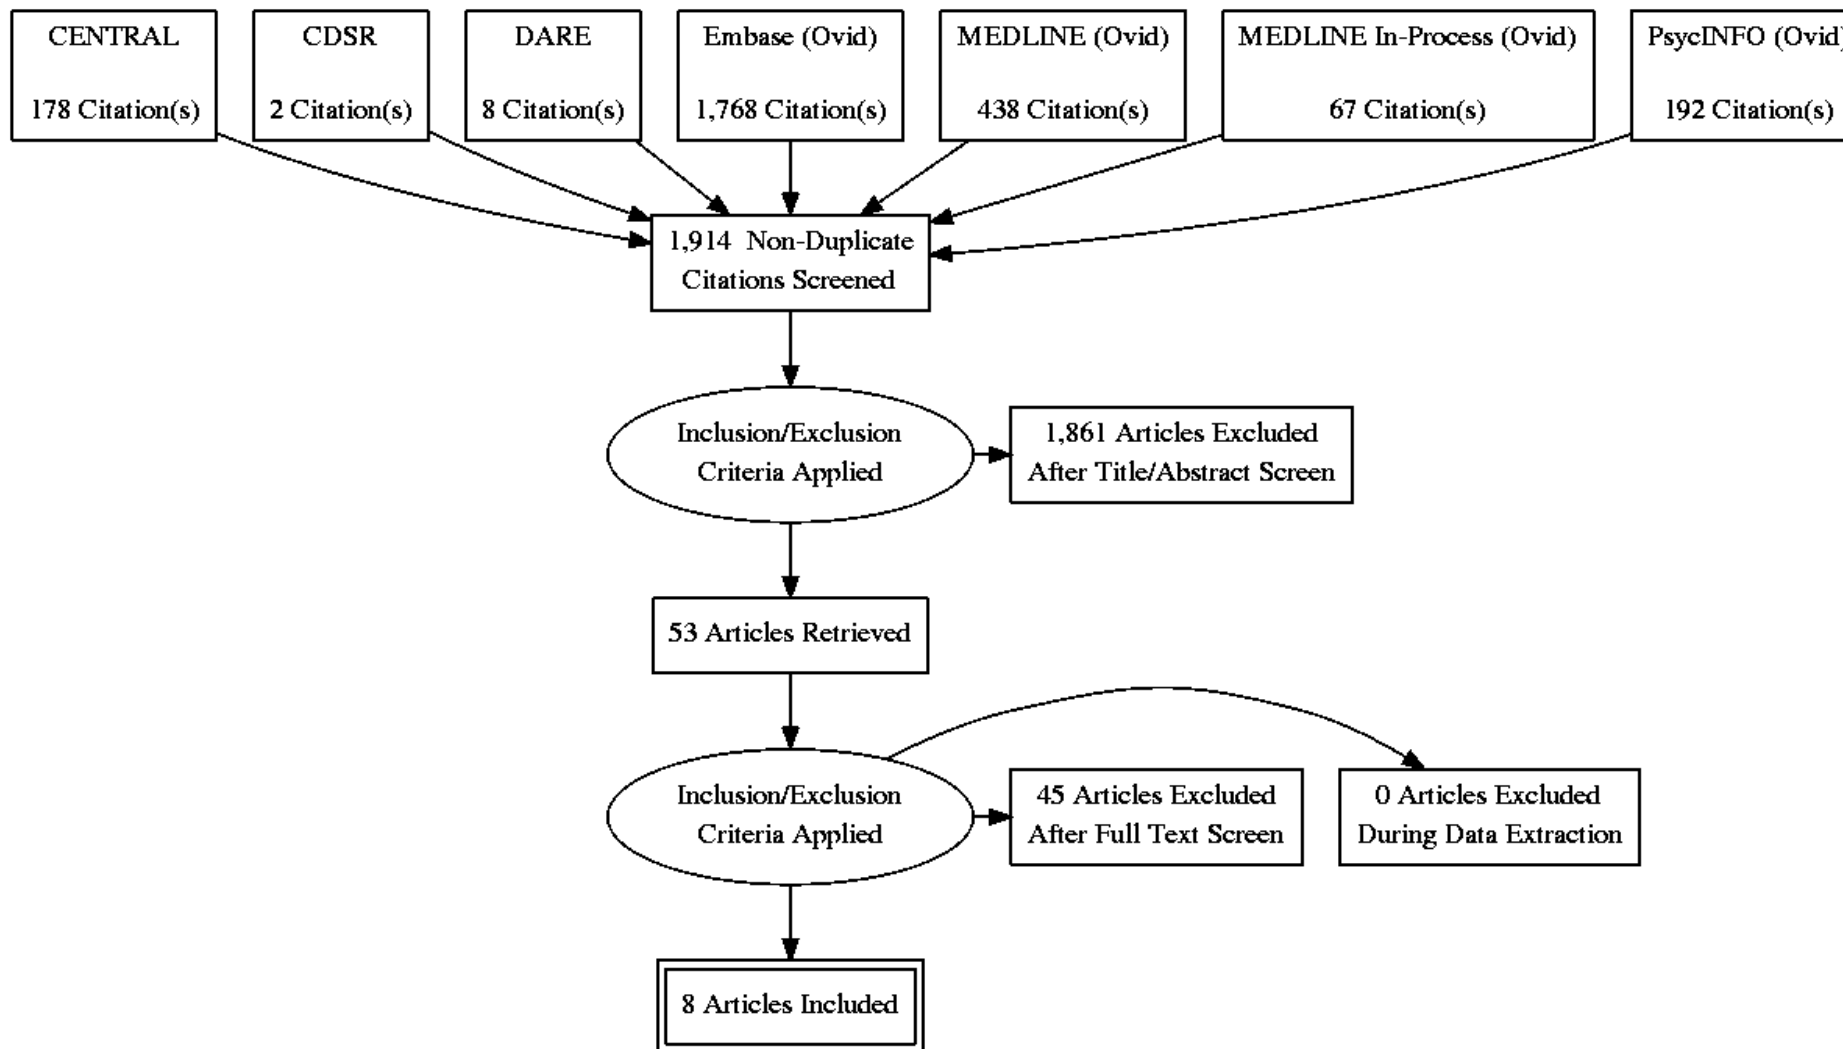 CENTRAL
178 Citation(s)
CDSR
2 Citation(s)
DARE
8 Citation(s)
Embase (Ovid)
1,768 Citation(s)
MEDLINE (Ovid)
438 Citation(s)
MEDLINE In-Process (Ovid)
67 Citation(s)
PsycINFO (Ovid)
192 Citation(s)
1,914 Non-Duplicate
Citations Screened
Inclusion/Exclusion
Criteria Applied
1,861 Articles Excluded
After Title/Abstract Screen
53 Articles Retrieved
Inclusion/Exclusion
Criteria Applied
45 Articles Excluded
After Full Text Screen
0 Articles Excluded
During Data Extraction
8 Articles Included